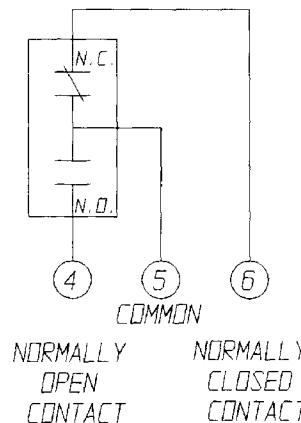 N.C.
N.O.
4 5 6
COMMON
NORMALLY OPEN CONTACT
NORMALLY CLOSED CONTACT